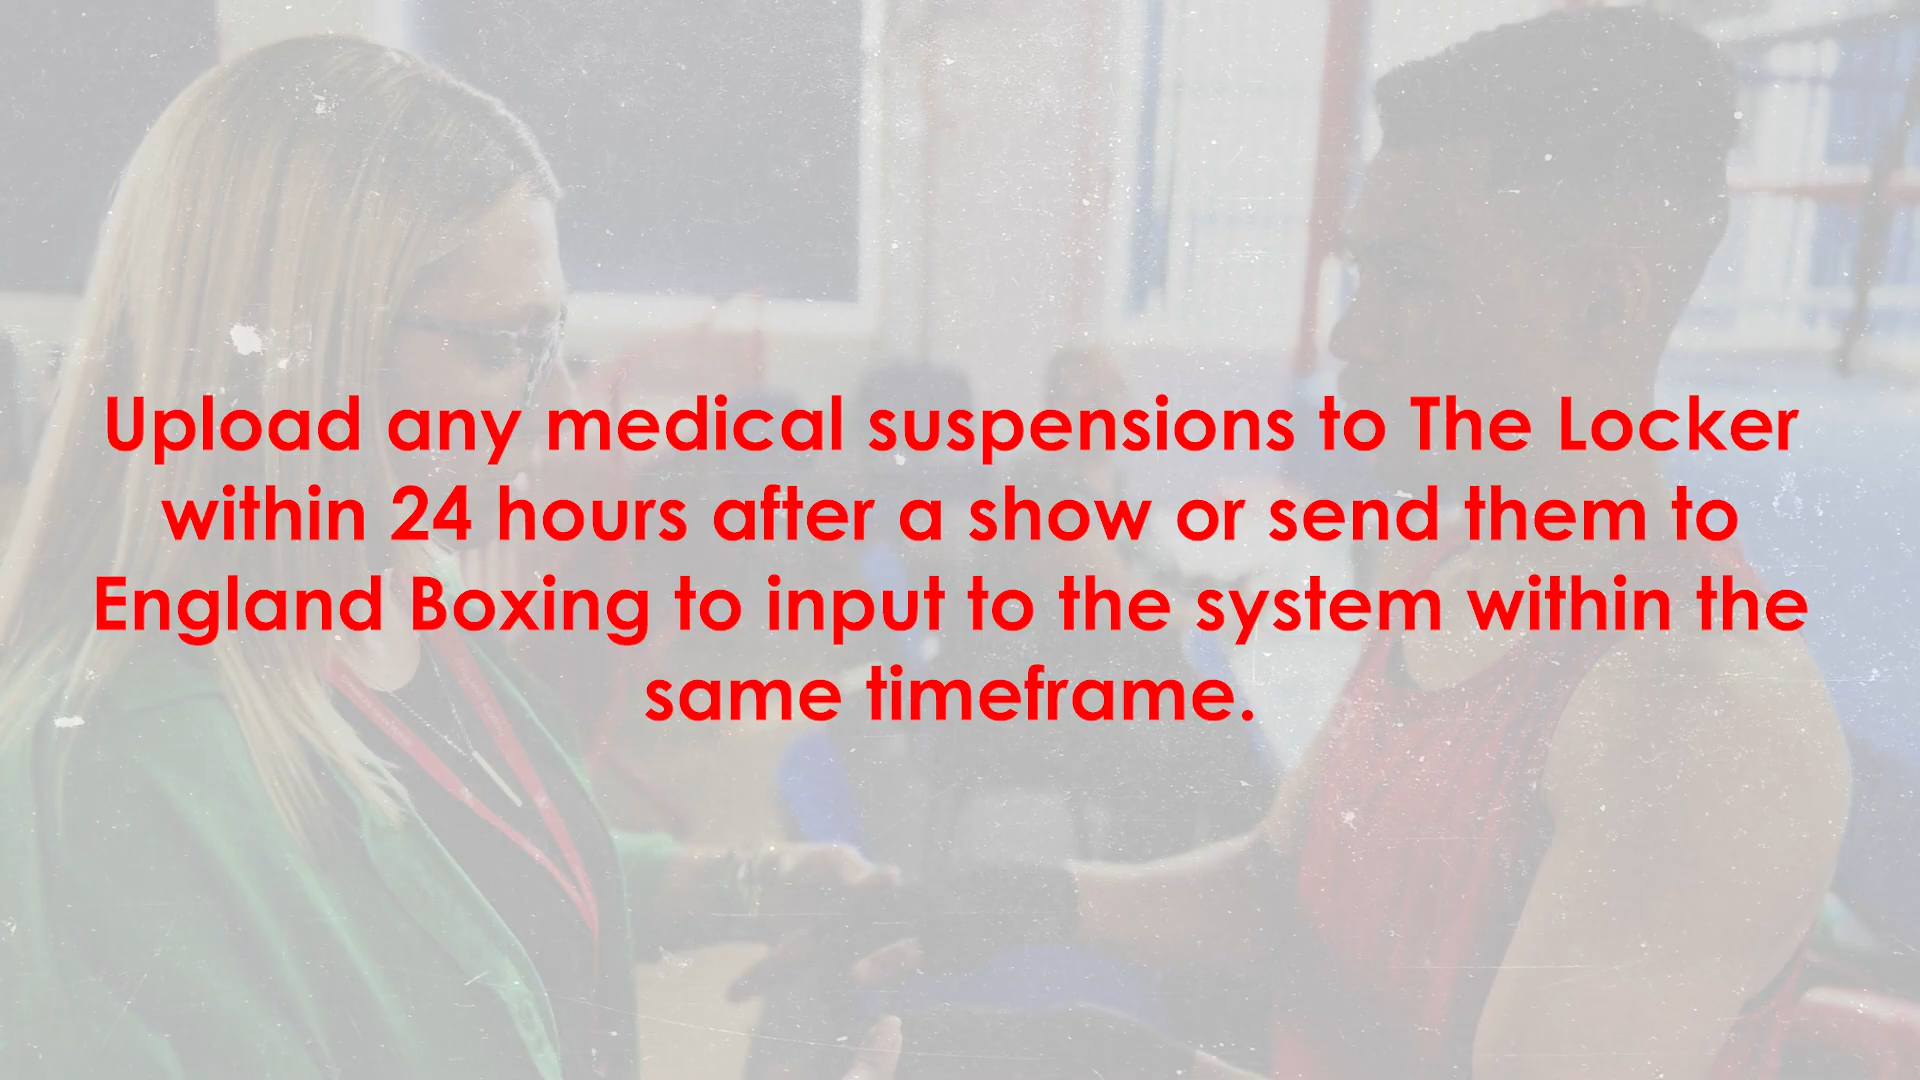 Upload any medical suspensions to The Locker
within 24 hours after a show or send them to
England Boxing to input to the system within the
same timeframe.